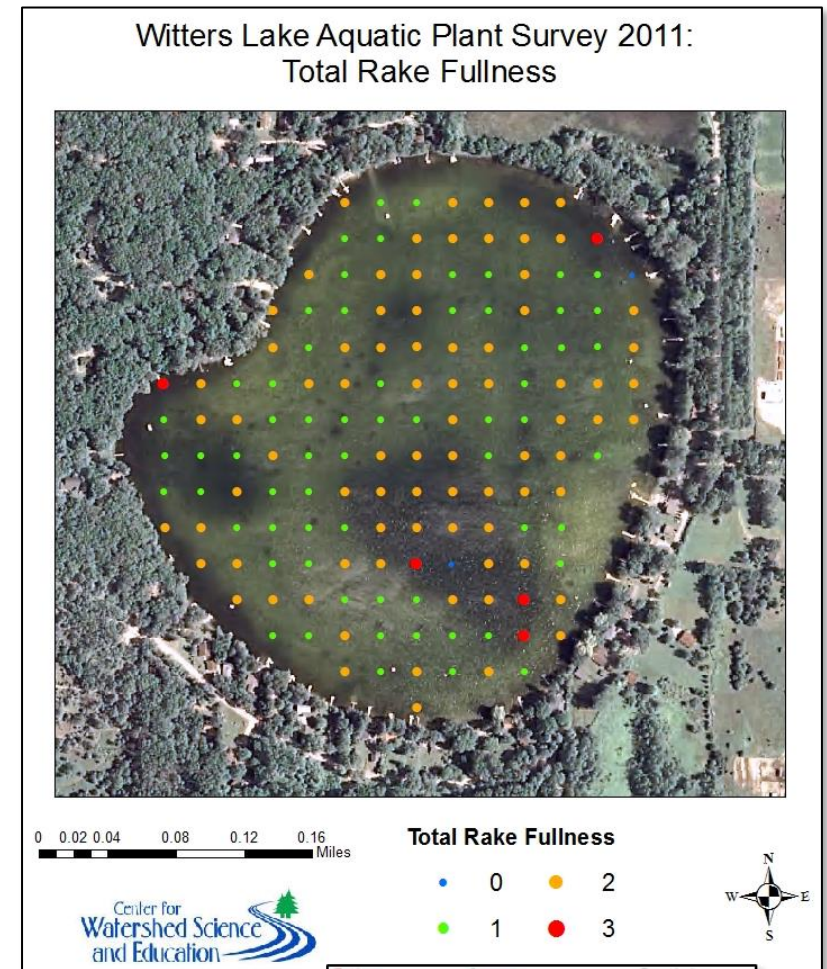 Witters Lake Aquatic Plant Survey 2011:
Total Rake Fullness
0 0.02 0.04 0.08 0.12 0.16
Miles
Total Rake Fullness
0 2
1 3
N
W E
S
Center for
Watershed Science
and Education